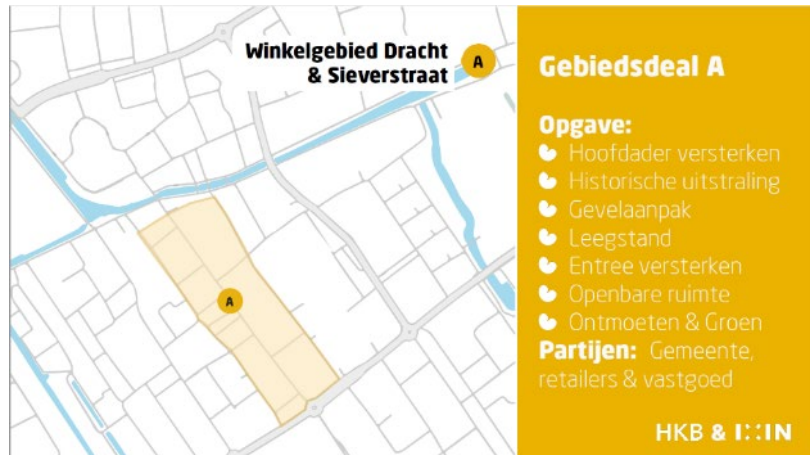 Winkelgebied Dracht
& Sieverstraat
A
A
Gebiedsdeal A
Opgave:
Hoofdader versterken
Historische uitstraling
Gevelaanpak
Leegstand
Entree versterken
Openbare ruimte
Ontmoeten & Groen
Partijen: Gemeente,
retailers & vastgoed
HKB &